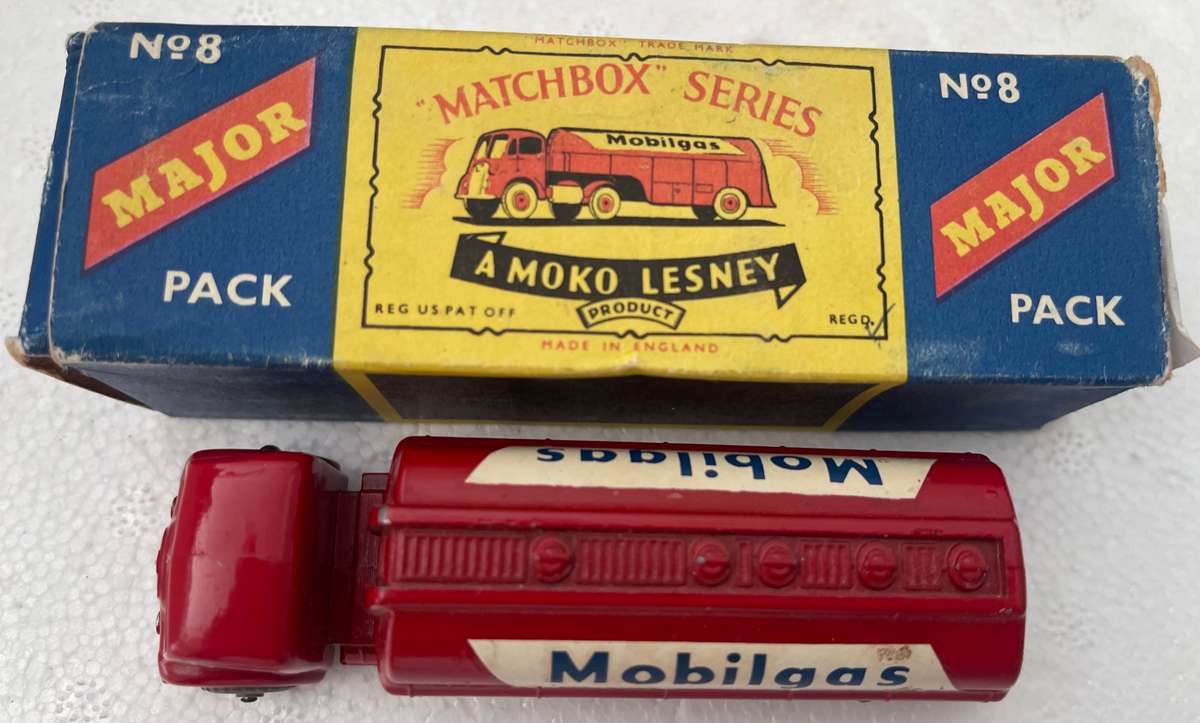 Nº8
MAJOR
PACK
"MATCHBOX" TRADE MARK
"MATCHBOX" SERIES
Mobilgas
A MOKO LESNEY
PRODUCT
REG US PAT OFF
REGD.
MADE IN ENGLAND
Nº8
MAJOR
PACK
Mobilgas
Mobilgas